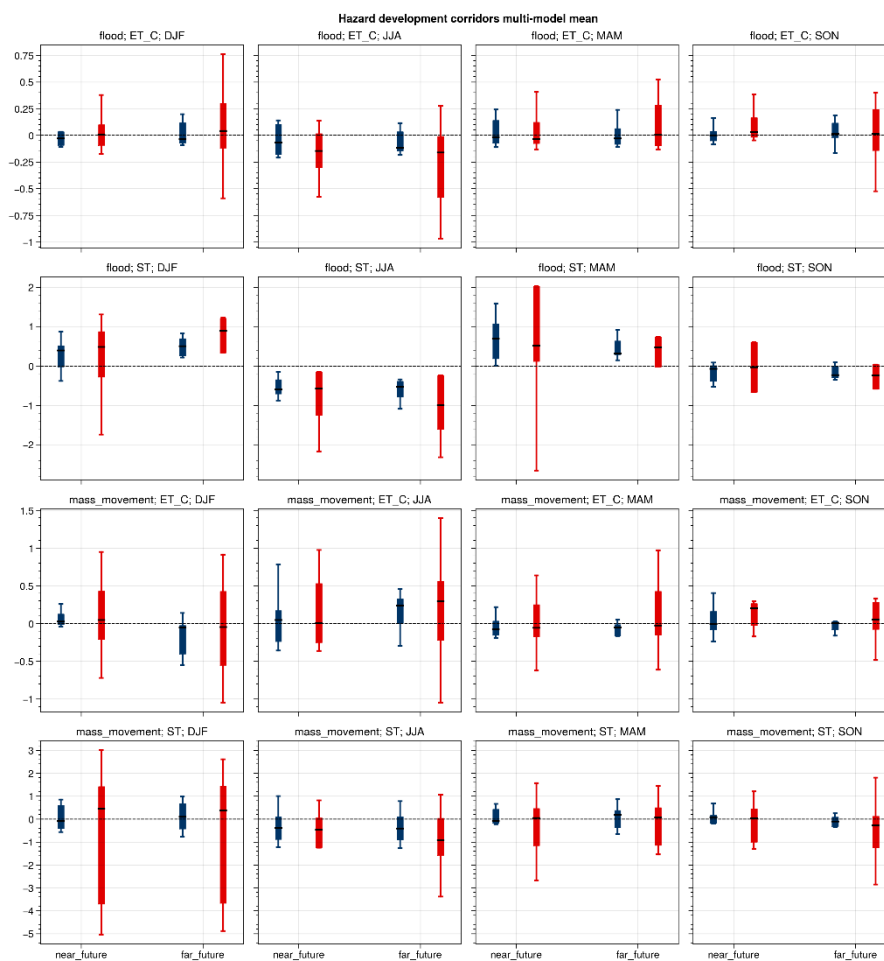 Hazard development corridors multi-model mean
flood; ET_C; DJF
flood; ET_C; JJA
flood; ET_C; MAM
flood; ET_C; SON
0.75
0.5
0.25
0
−0.25
−0.5
−0.75
−1
flood; ST; DJF
flood; ST; JJA
flood; ST; MAM
flood; ST; SON
2
1
0
−1
−2
mass_movement; ET_C; DJF
mass_movement; ET_C; JJA
mass_movement; ET_C; MAM
mass_movement; ET_C; SON
1.5
1
0.5
0
−0.5
−1
mass_movement; ST; DJF
mass_movement; ST; JJA
mass_movement; ST; MAM
mass_movement; ST; SON
3
2
1
0
−1
−2
−3
−4
−5
near_future far_future near_future far_future near_future far_future near_future far_future